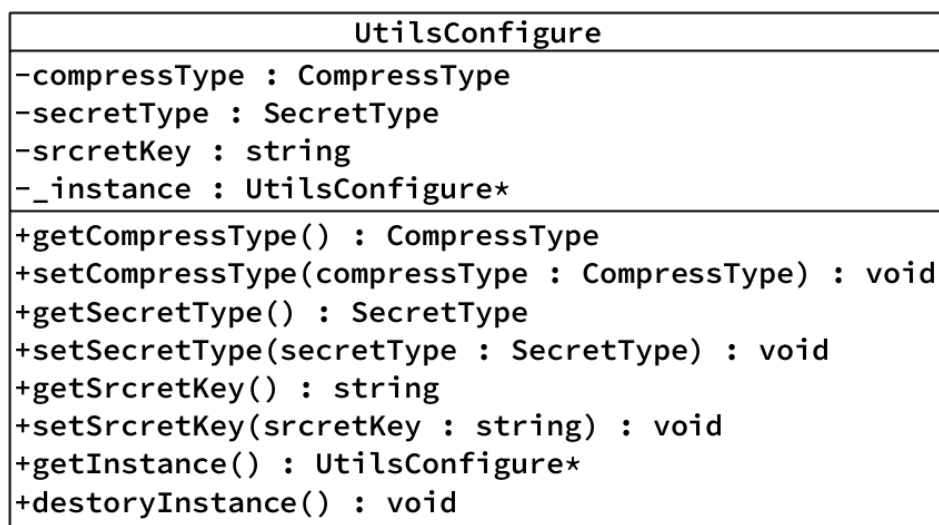 UtilsConfigure
-compressType : CompressType
-secretType : SecretType
-srcretKey : string
-_instance : UtilsConfigure*
+getCompressType() : CompressType
+setCompressType(compressType : CompressType) : void
+getSecretType() : SecretType
+setSecretType(secretType : SecretType) : void
+getSrcretKey() : string
+setSrcretKey(srcretKey : string) : void
+getInstance() : UtilsConfigure*
+destoryInstance() : void